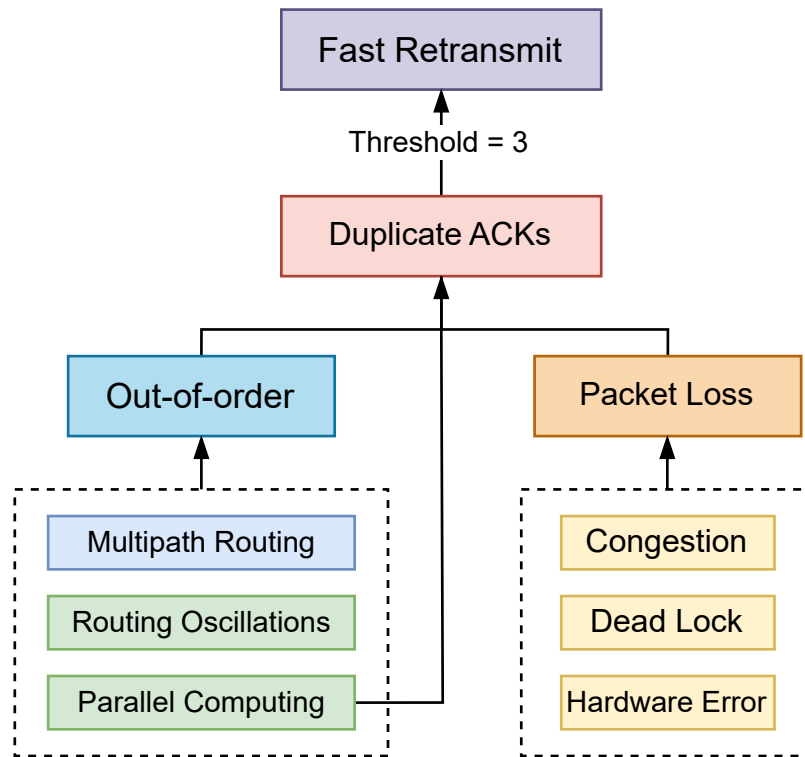 Fast Retransmit
Threshold = 3
Duplicate ACKs
Out-of-order
Packet Loss
Multipath Routing
Routing Oscillations
Parallel Computing
Congestion
Dead Lock
Hardware Error